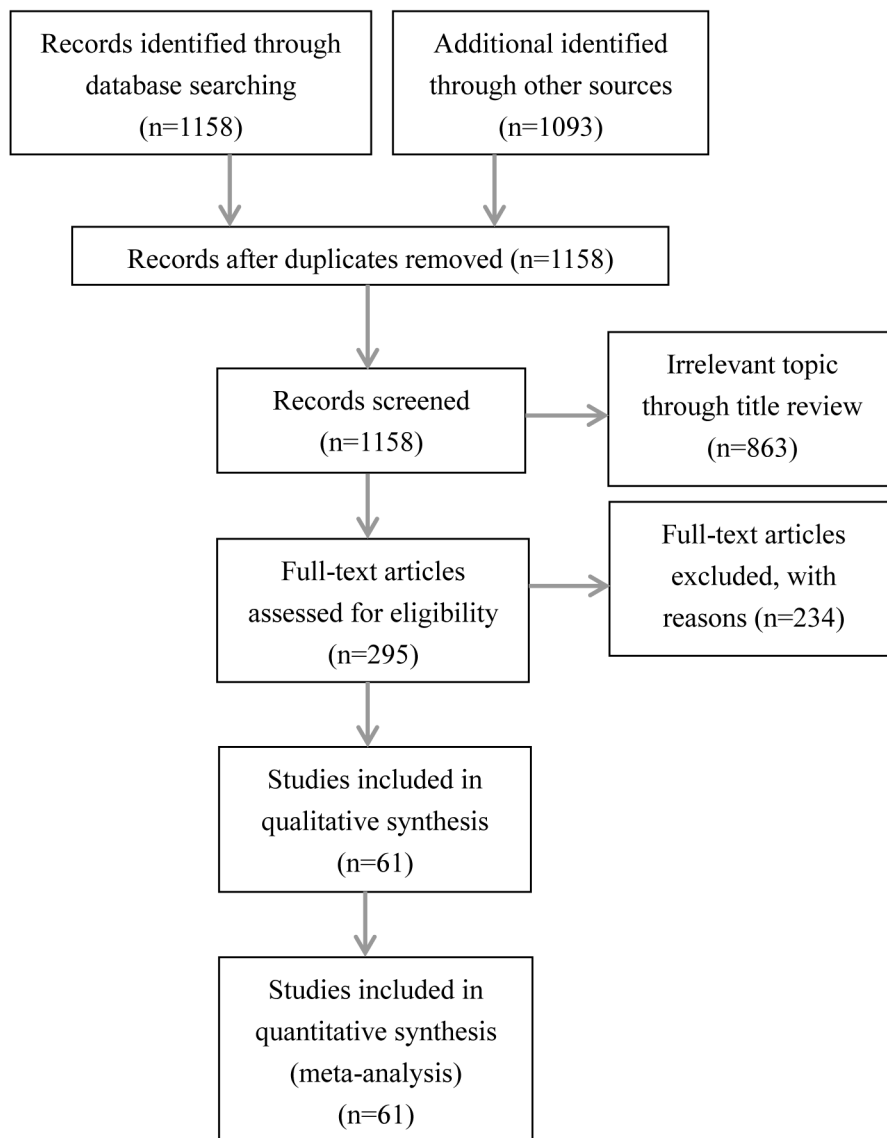 Records identified through
database searching
(n=1158)
Additional identified
through other sources
(n=1093)
Records after duplicates removed (n=1158)
Records screened
(n=1158)
Irrelevant topic
through title review
(n=863)
Full-text articles
assessed for eligibility
(n=295)
Full-text articles
excluded, with
reasons (n=234)
Studies included in
qualitative synthesis
(n=61)
Studies included in
quantitative synthesis
(meta-analysis)
(n=61)